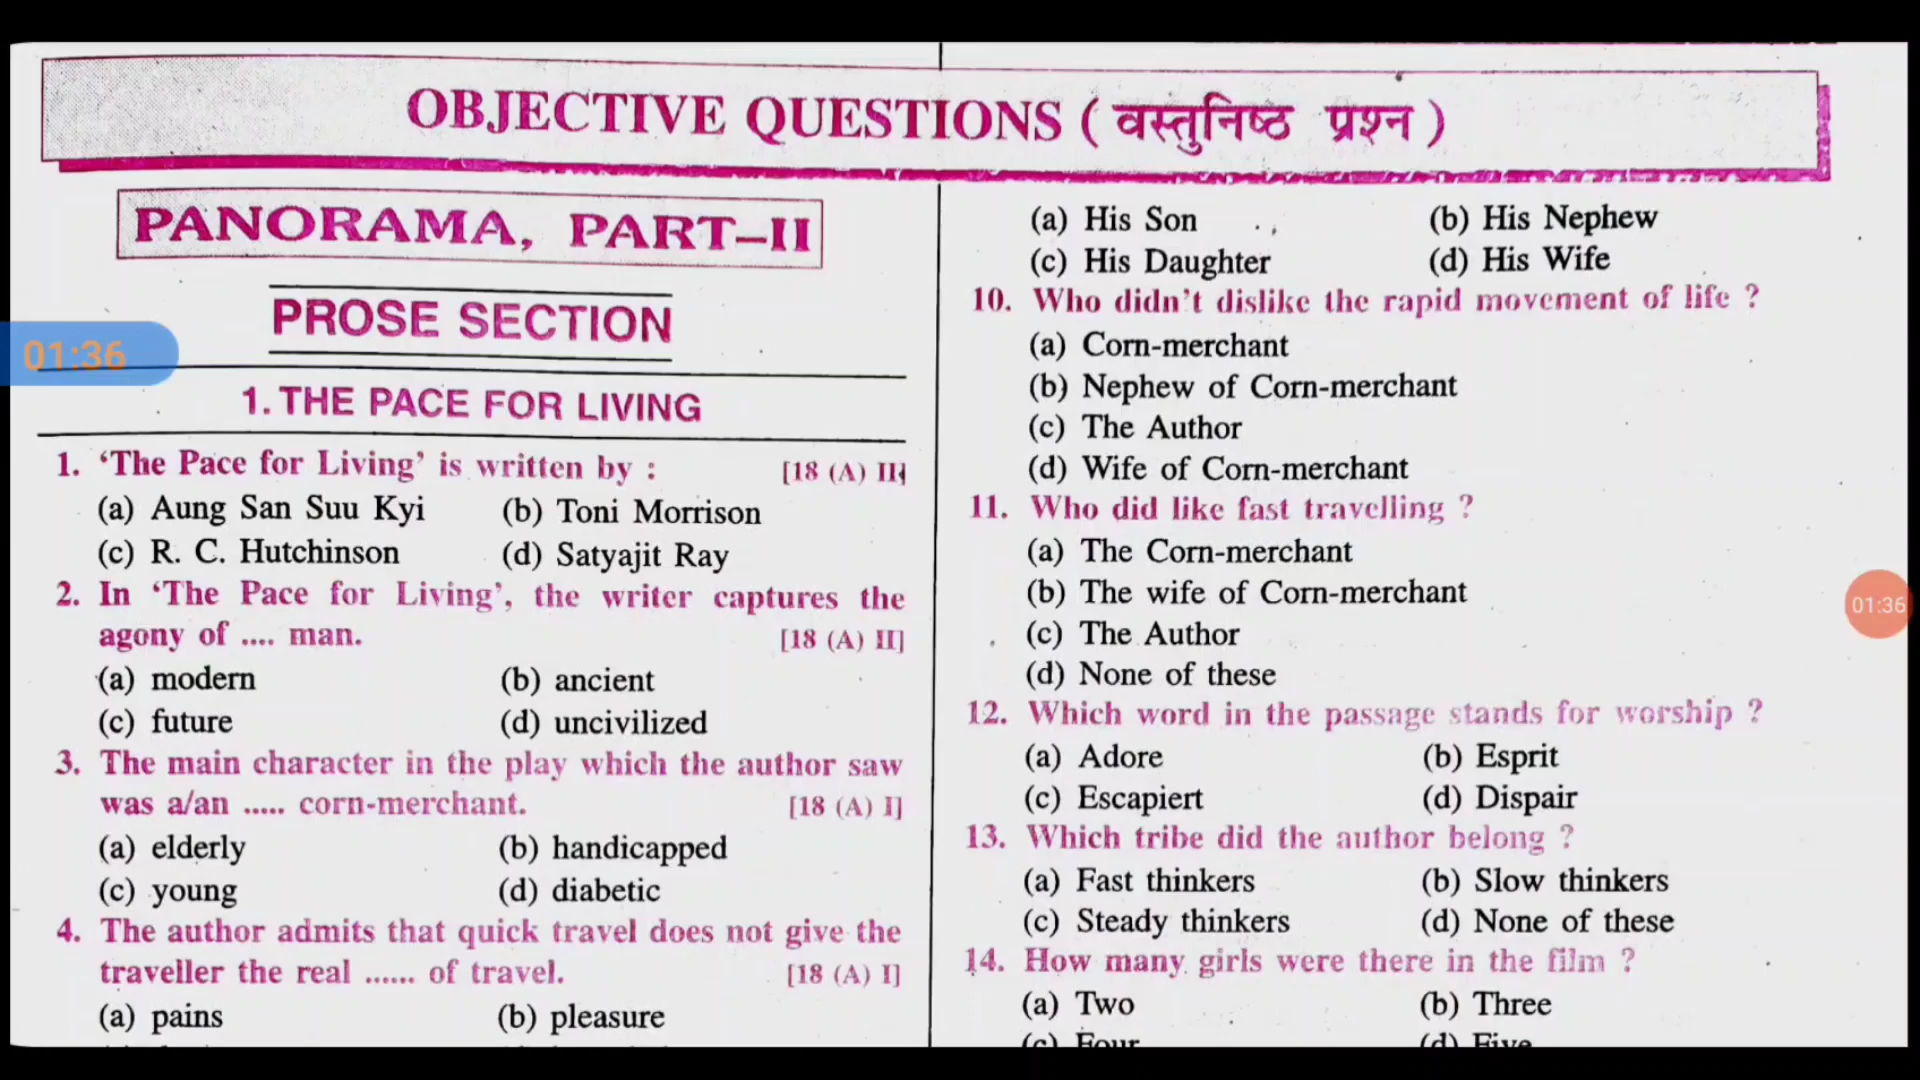 OBJECTIVE QUESTIONS ( वस्तुनिष्ठ प्रश्न )
PANORAMA, PART–II
PROSE SECTION
01:36
1. THE PACE FOR LIVING
1. ‘The Pace for Living’ is written by : [18 (A) II]
(a) Aung San Suu Kyi (b) Toni Morrison
(c) R. C. Hutchinson (d) Satyajit Ray
2. In ‘The Pace for Living’, the writer captures the
agony of .... man. [18 (A) II]
(a) modern (b) ancient
(c) future (d) uncivilized
3. The main character in the play which the author saw
was a/an ..... corn-merchant. [18 (A) I]
(a) elderly (b) handicapped
(c) young (d) diabetic
4. The author admits that quick travel does not give the
traveller the real ...... of travel. [18 (A) I]
(a) pains (b) pleasure
(a) His Son (b) His Nephew
(c) His Daughter (d) His Wife
10. Who didn’t dislike the rapid movement of life ?
(a) Corn-merchant
(b) Nephew of Corn-merchant
(c) The Author
(d) Wife of Corn-merchant
11. Who did like fast travelling ?
(a) The Corn-merchant
(b) The wife of Corn-merchant
(c) The Author
(d) None of these
01:36
12. Which word in the passage stands for worship ?
(a) Adore (b) Esprit
(c) Escapiert (d) Dispair
13. Which tribe did the author belong ?
(a) Fast thinkers (b) Slow thinkers
(c) Steady thinkers (d) None of these
14. How many girls were there in the film ?
(a) Two (b) Three
(c) Four (d) Five